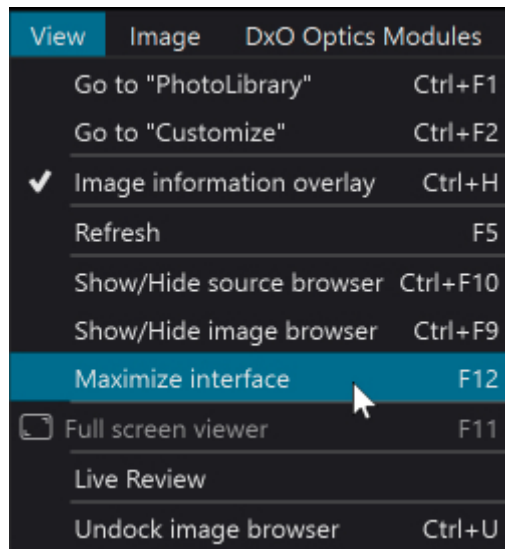 View Image DxO Optics Modules
Go to "PhotoLibrary" Ctrl+F1
Go to "Customize" Ctrl+F2
Image information overlay Ctrl+H
Refresh F5
Show/Hide source browser Ctrl+F10
Show/Hide image browser Ctrl+F9
Maximize interface F12
Full screen viewer F11
Live Review
Undock image browser Ctrl+U